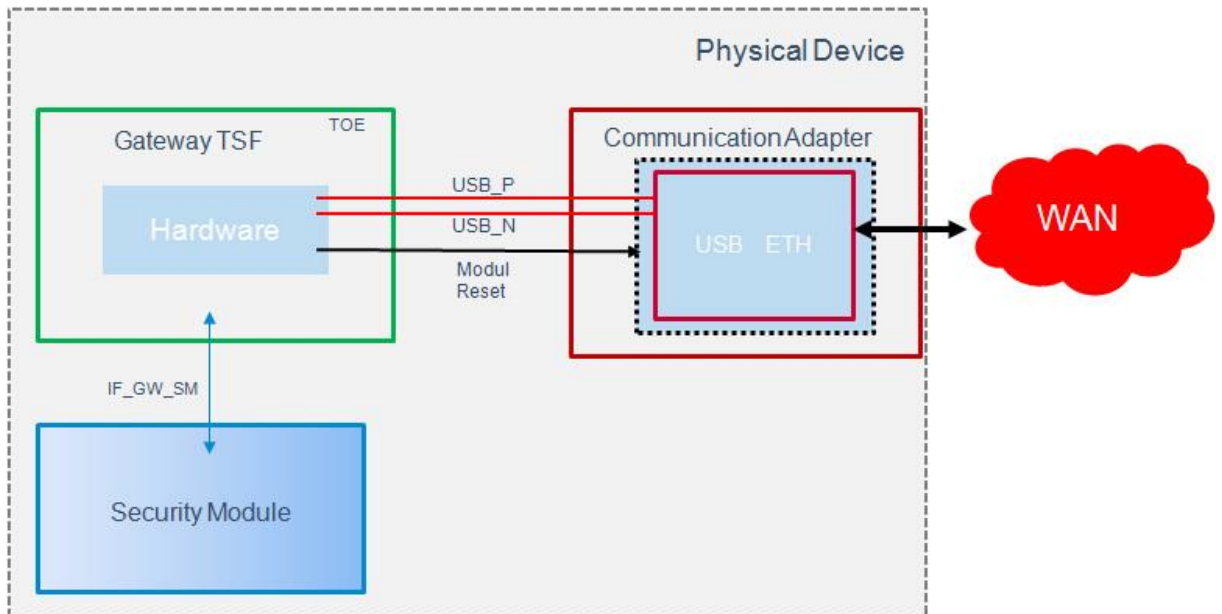 Physical Device
TOE
Gateway TSF
Communication Adapter
Hardware
USB_P
USB_N
Modul
Reset
USB ETH
WAN
IF_GW_SM
Security Module